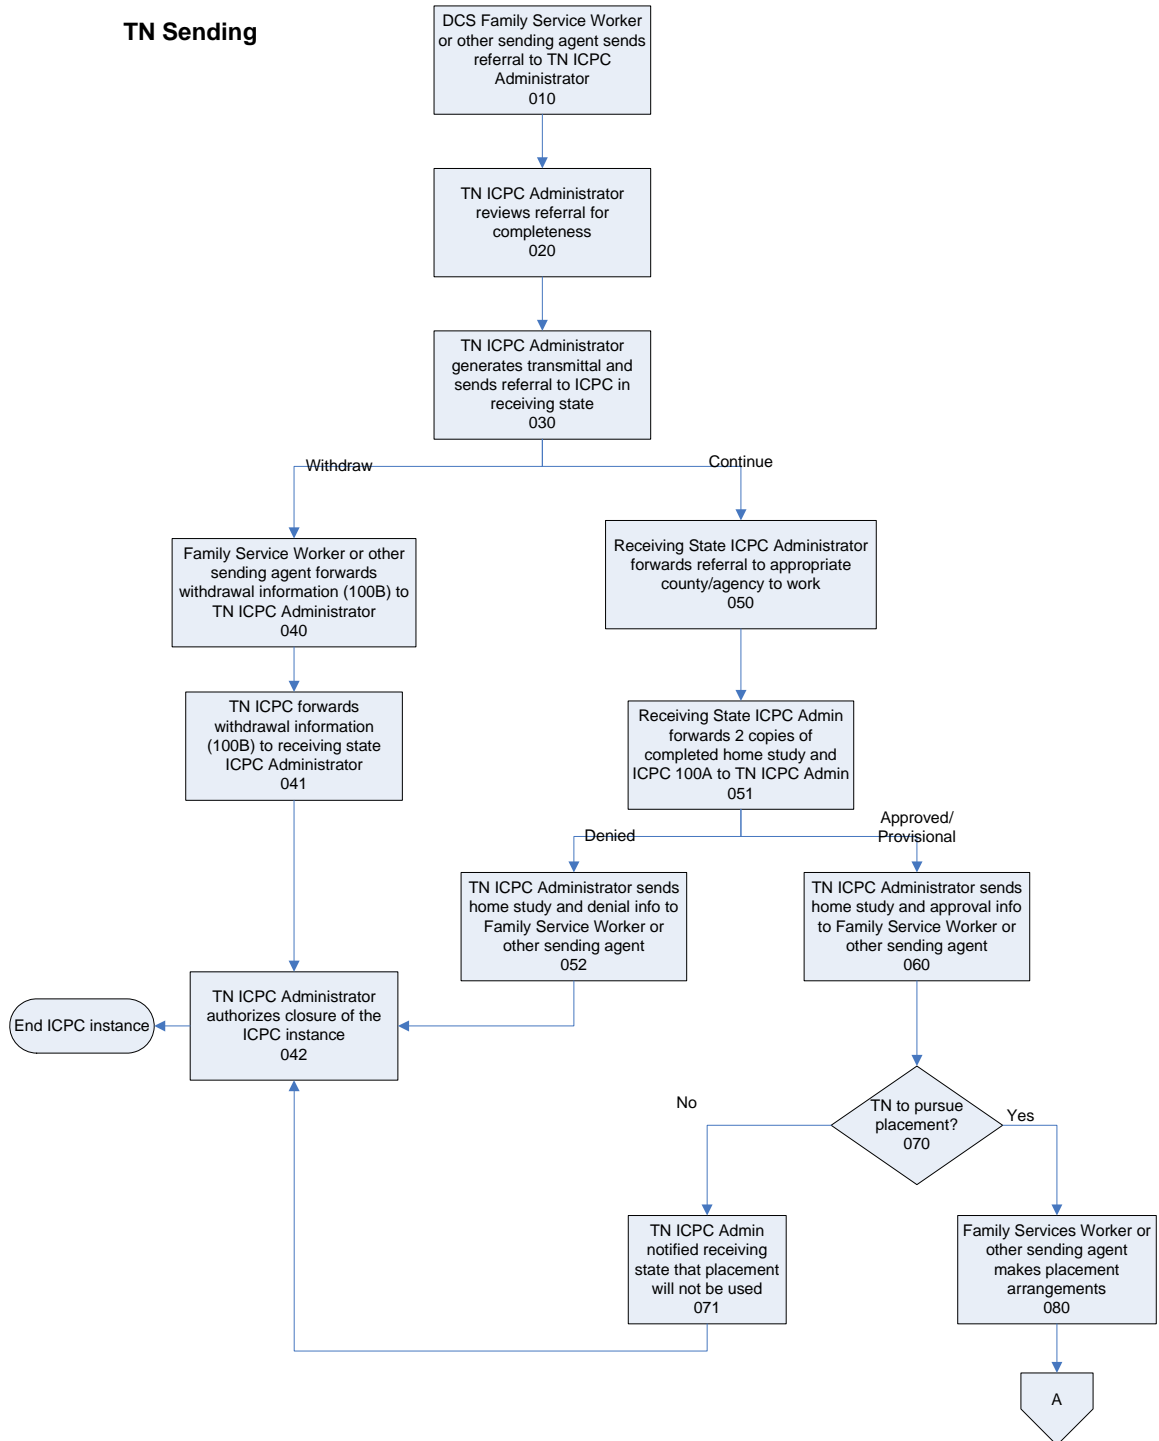 TN Sending
DCS Family Service Worker
or other sending agent sends
referral to TN ICPC
Administrator
010
TN ICPC Administrator
reviews referral for
completeness
020
TN ICPC Administrator
generates transmittal and
sends referral to ICPC in
receiving state
030
Withdraw
Continue
Family Service Worker or other
sending agent forwards
withdrawal information (100B) to
TN ICPC Administrator
040
Receiving State ICPC Administrator
forwards referral to appropriate
county/agency to work
050
TN ICPC forwards
withdrawal information
(100B) to receiving state
ICPC Administrator
041
Receiving State ICPC Admin
forwards 2 copies of
completed home study and
ICPC 100A to TN ICPC Admin
051
Denied
Approved/
Provisional
TN ICPC Administrator sends
home study and denial info to
Family Service Worker or
other sending agent
052
TN ICPC Administrator sends
home study and approval info
to Family Service Worker or
other sending agent
060
End ICPC instance
TN ICPC Administrator
authorizes closure of the
ICPC instance
042
TN to pursue
placement?
070
No
Yes
TN ICPC Admin
notified receiving
state that placement
will not be used
071
Family Services Worker or
other sending agent
makes placement
arrangements
080
A